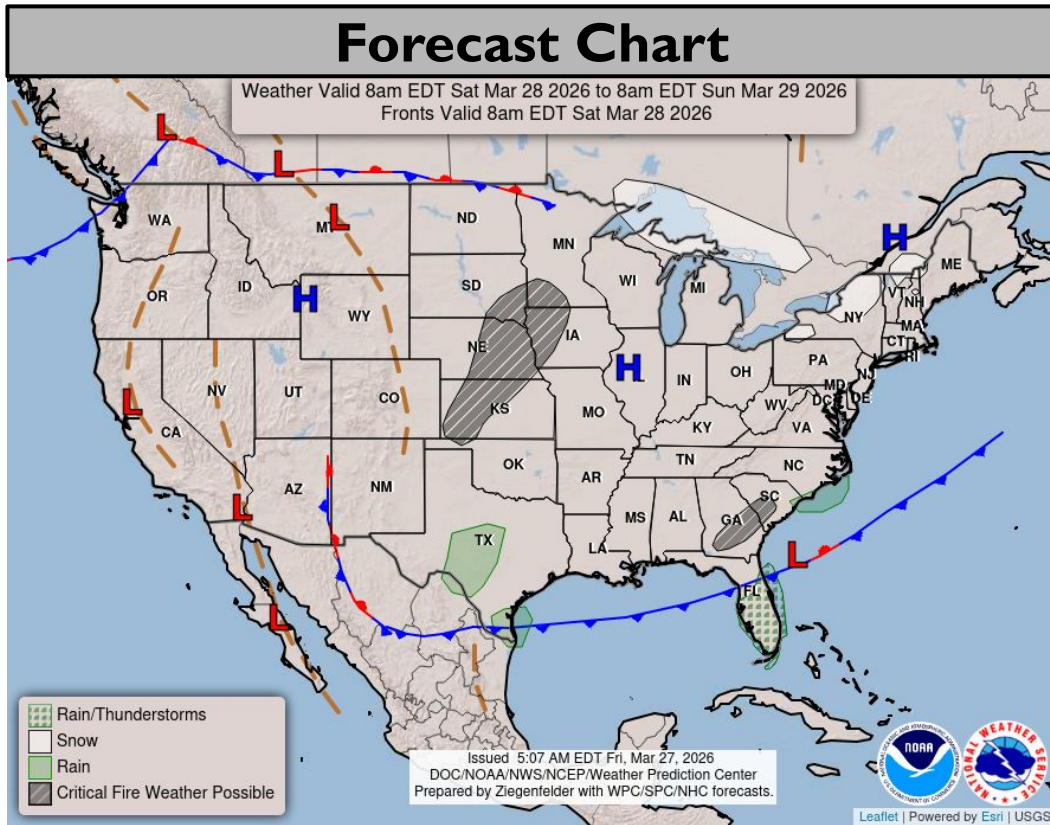 Forecast Chart
Weather Valid 8am EDT Sat Mar 28 2026 to 8am EDT Sun Mar 29 2026
Fronts Valid 8am EDT Sat Mar 28 2026
L
L
L
WA
MT
ND
MN
H
ME
OR
ID
H
WY
SD
WI
MI
VT
NH
NY
MA
CT
RI
NE
IA
PA
NJ
NV
UT
CO
H
IN
OH
MD
DE
DC
L
CA
KS
MO
WV
VA
KY
AZ
NM
OK
AR
TN
NC
L
MS
AL
GA
SC
TX
LA
L
FL
L
Rain/Thunderstorms
Snow
Rain
Critical Fire Weather Possible
Issued 5:07 AM EDT Fri, Mar 27, 2026
DOC/NOAA/NWS/NCEP/Weather Prediction Center
Prepared by Ziegenfelder with WPC/SPC/NHC forecasts.
NOAA
NATIONAL WEATHER SERVICE
Leaflet | Powered by Esri | USGS